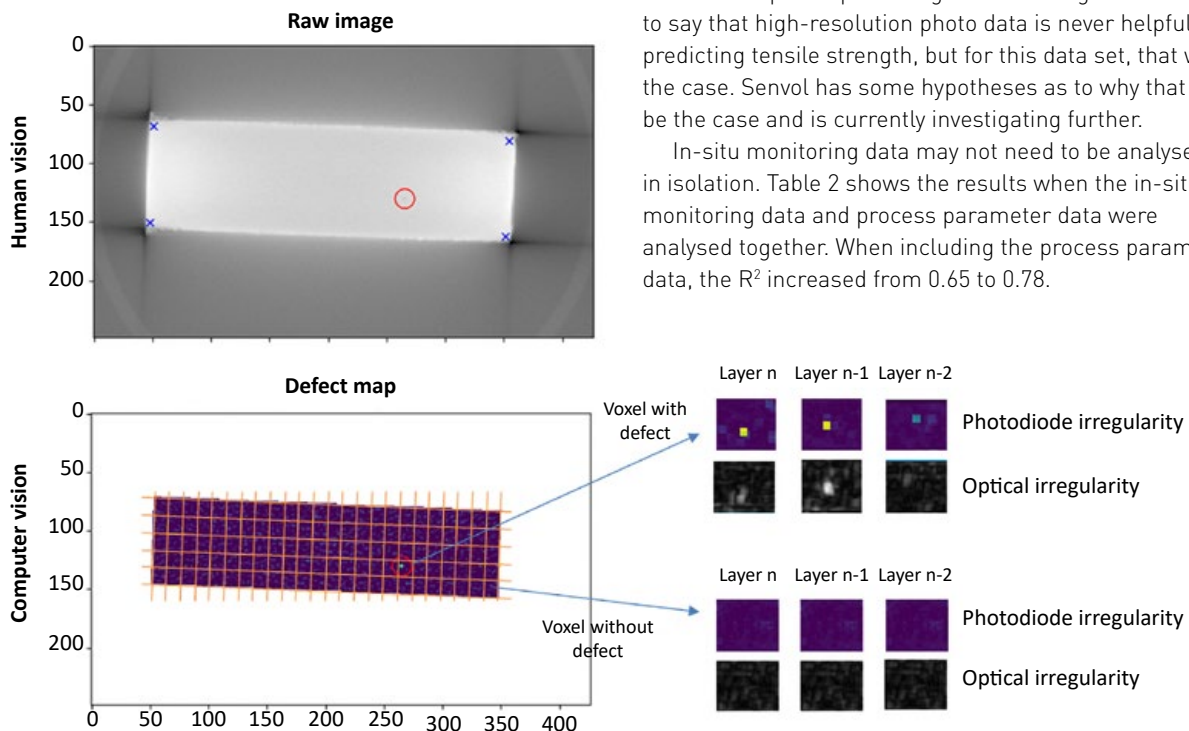 Raw image
0
50
100
150
200
Human vision
to say that high-resolution photo data is never helpful
predicting tensile strength, but for this data set, that
the case. Senvol has some hypotheses as to why that
be the case and is currently investigating further.
In-situ monitoring data may not need to be analyse
in isolation. Table 2 shows the results when the in-sit
monitoring data and process parameter data were
analysed together. When including the process param
data, the R² increased from 0.65 to 0.78.
Defect map
0
50
100
150
200
0 50 100 150 200 250 300 350 400
Computer vision
Voxel with
defect
Voxel without
defect
Layer n Layer n-1 Layer n-2
Photodiode irregularity
Optical irregularity
Layer n Layer n-1 Layer n-2
Photodiode irregularity
Optical irregularity